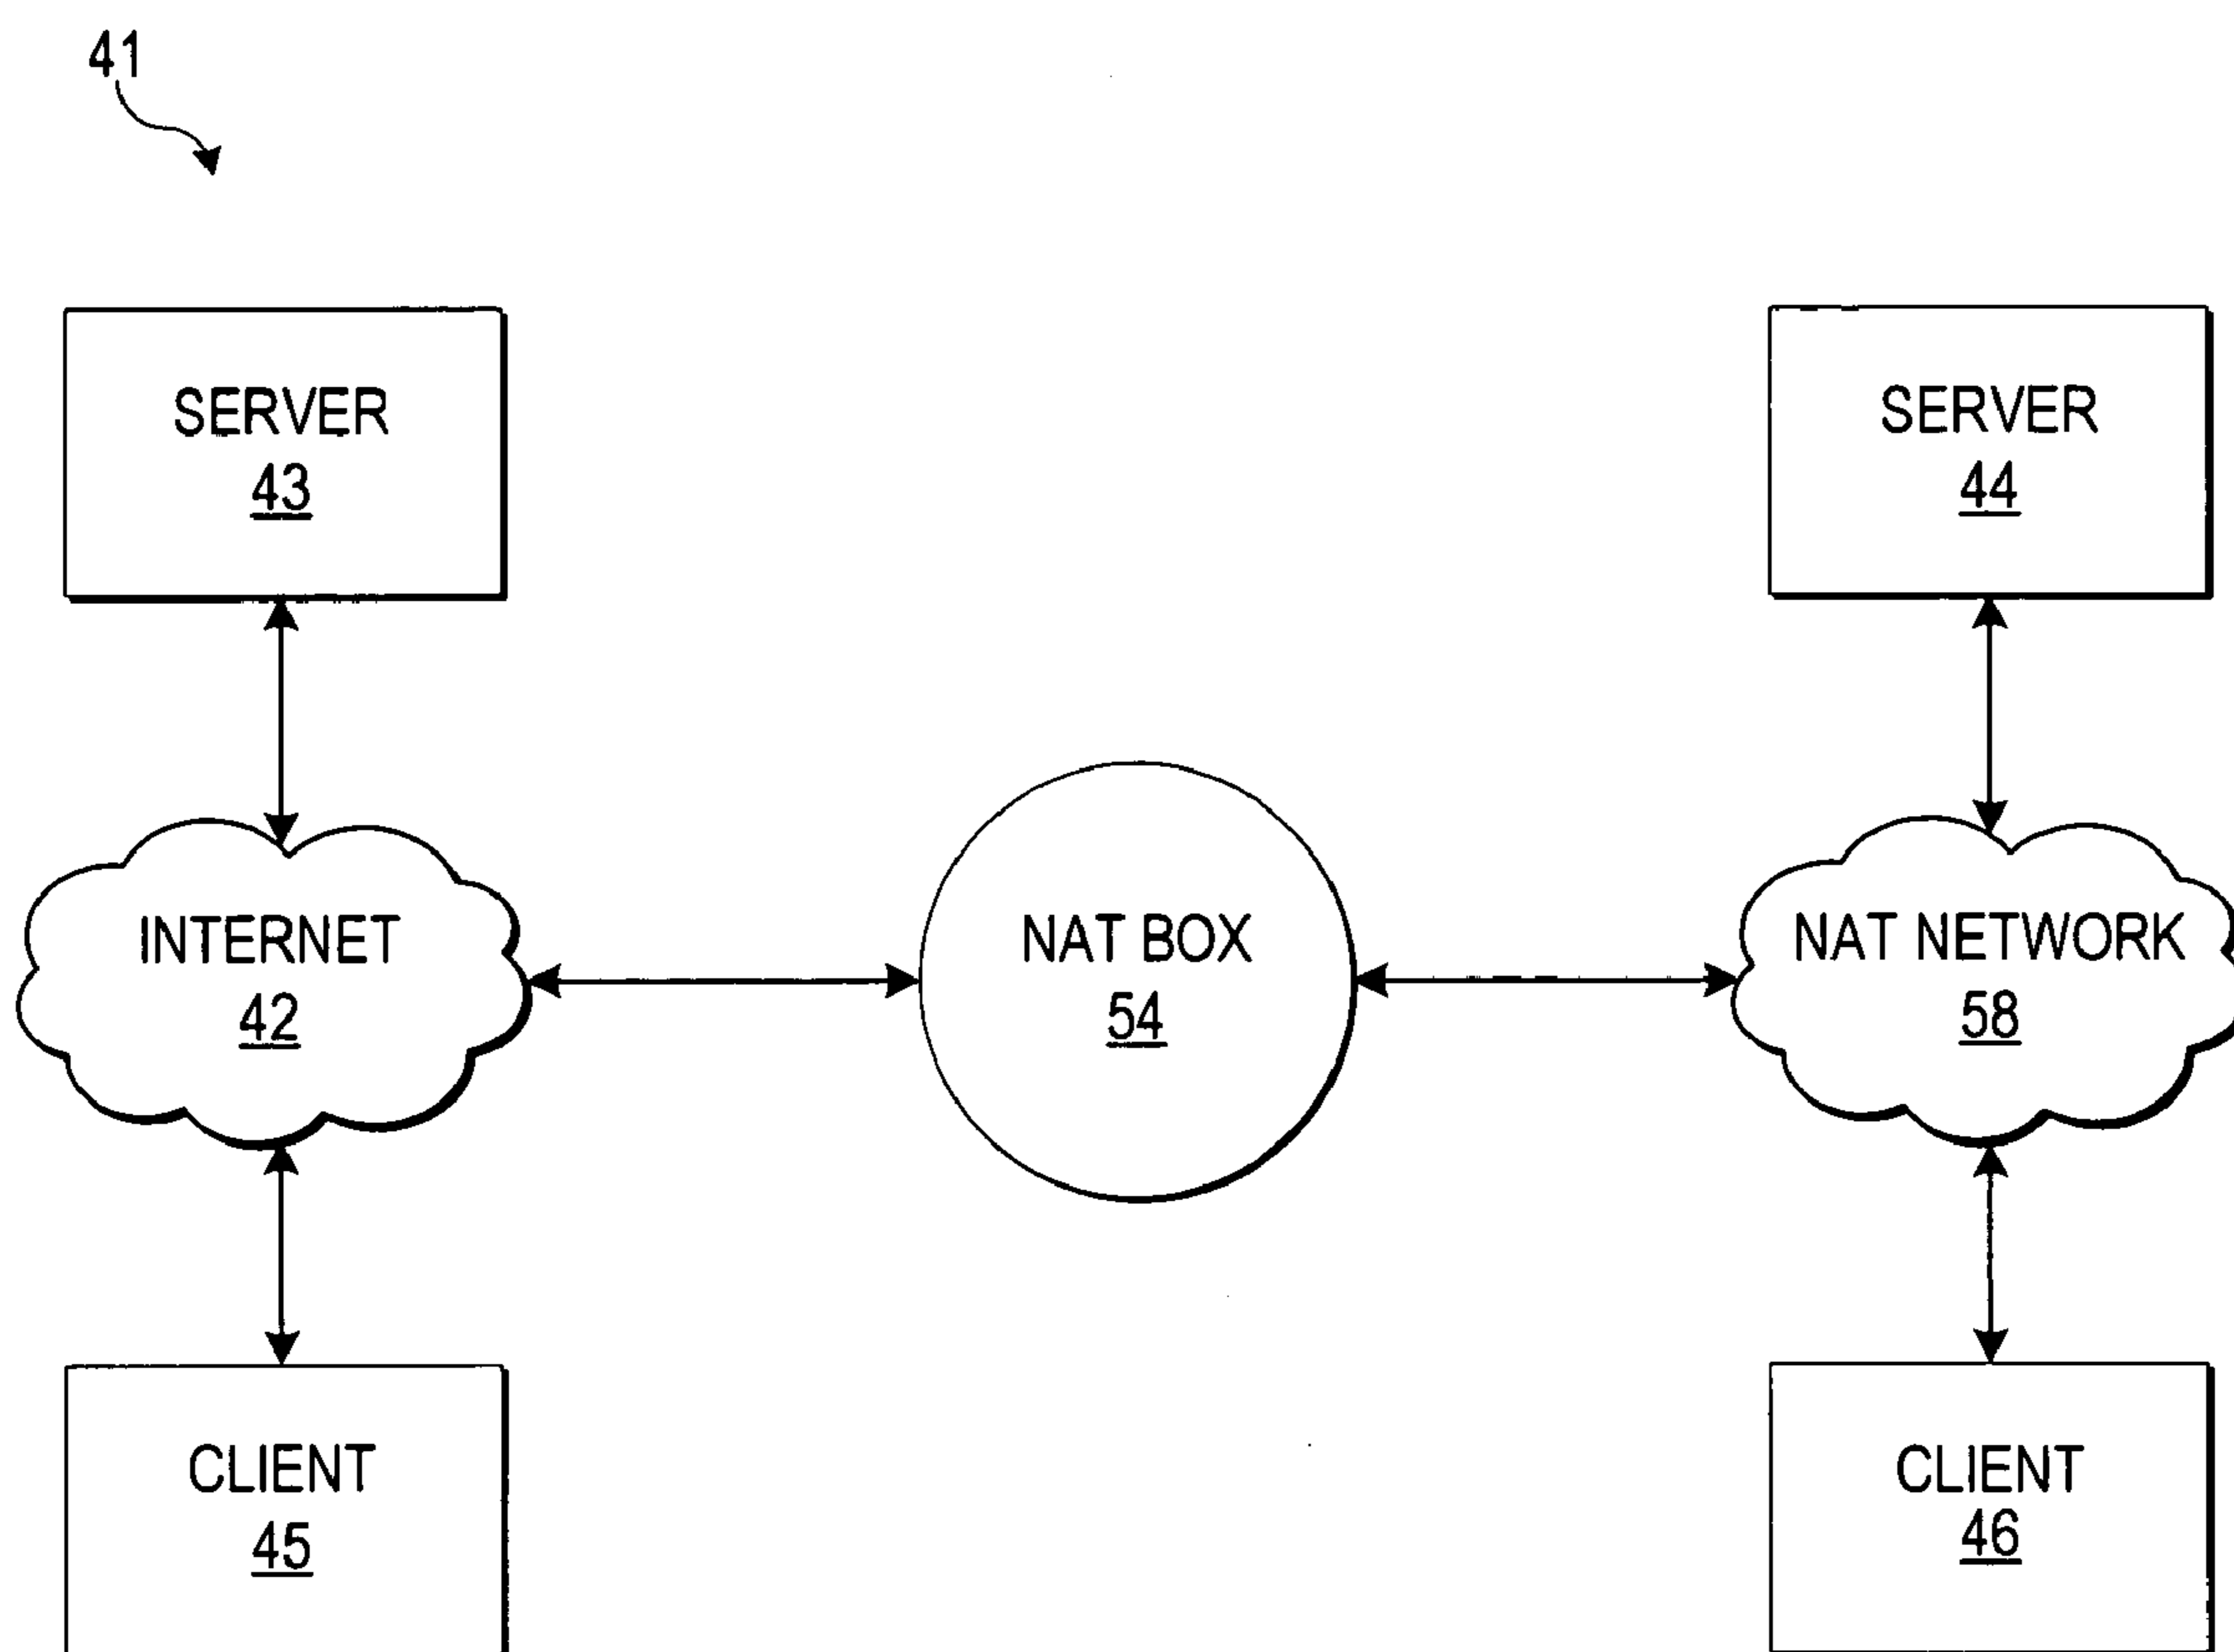 41
SERVER
43
SERVER
44
INTERNET
42
NAT BOX
54
NAT NETWORK
58
CLIENT
45
CLIENT
46